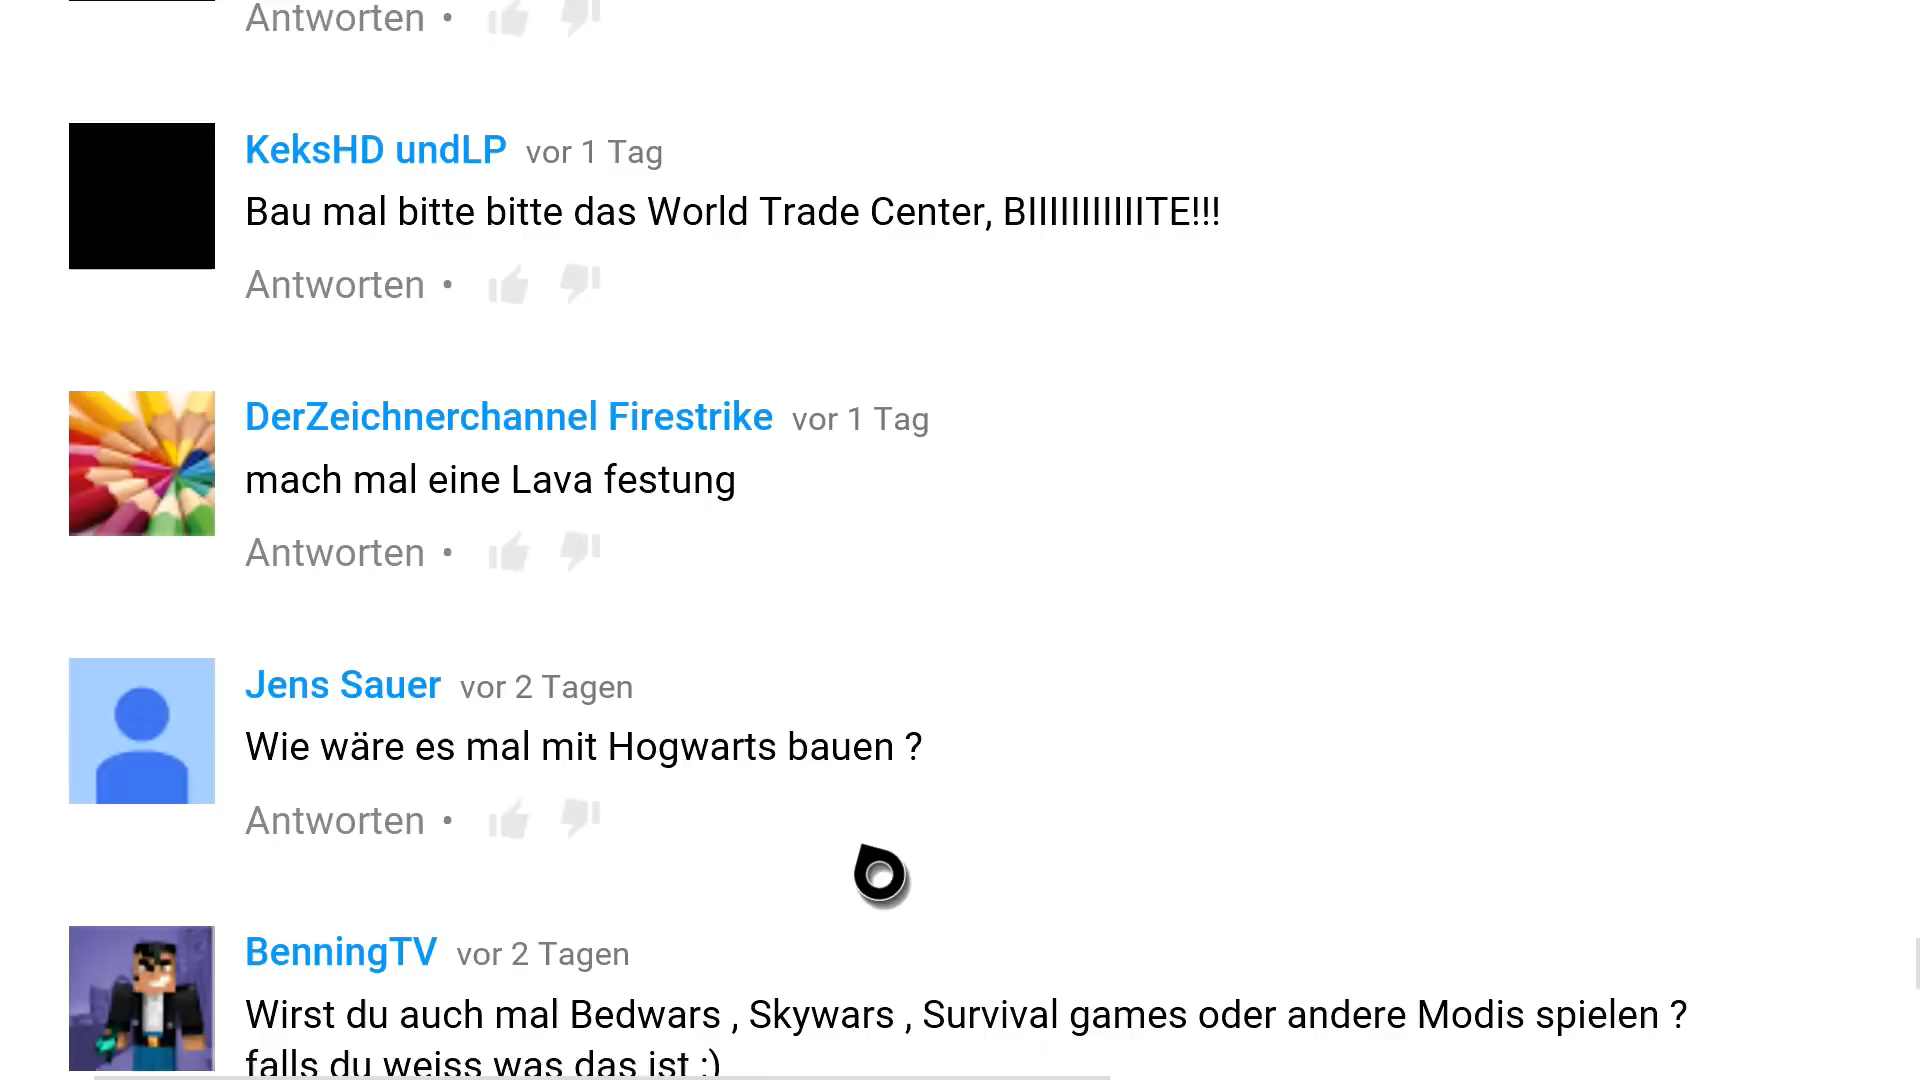 Antworten •
KeksHD undLP vor 1 Tag
Bau mal bitte bitte das World Trade Center, BIIIIIIIIIIITE!!!
Antworten •
DerZeichnerchannel Firestrike vor 1 Tag
mach mal eine Lava festung
Antworten •
Jens Sauer vor 2 Tagen
Wie wäre es mal mit Hogwarts bauen ?
Antworten •
BenningTV vor 2 Tagen
Wirst du auch mal Bedwars , Skywars , Survival games oder andere Modis spielen ?
falls du weiss was das ist :)